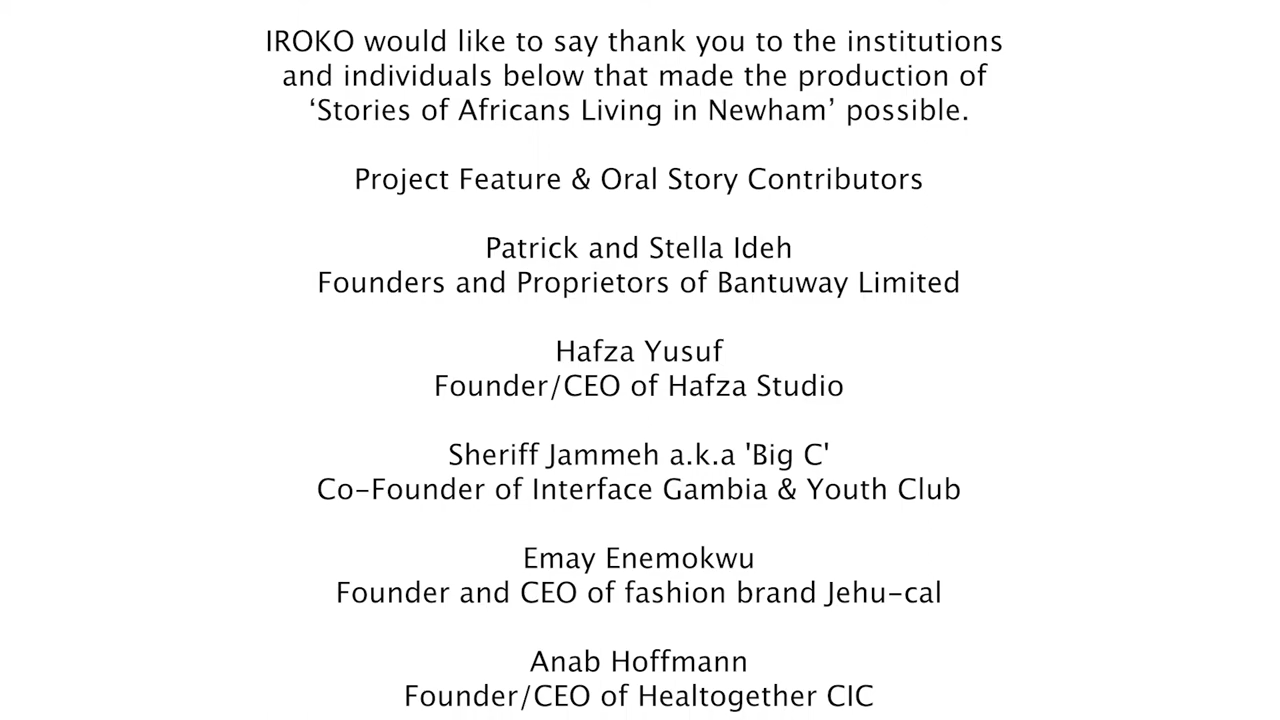 IROKO would like to say thank you to the institutions
and individuals below that made the production of
‘Stories of Africans Living in Newham’ possible.
Project Feature & Oral Story Contributors
Patrick and Stella Ideh
Founders and Proprietors of Bantuway Limited
Hafza Yusuf
Founder/CEO of Hafza Studio
Sheriff Jammeh a.k.a 'Big C'
Co-Founder of Interface Gambia & Youth Club
Emay Enemokwu
Founder and CEO of fashion brand Jehu-cal
Anab Hoffmann
Founder/CEO of Healtogether CIC